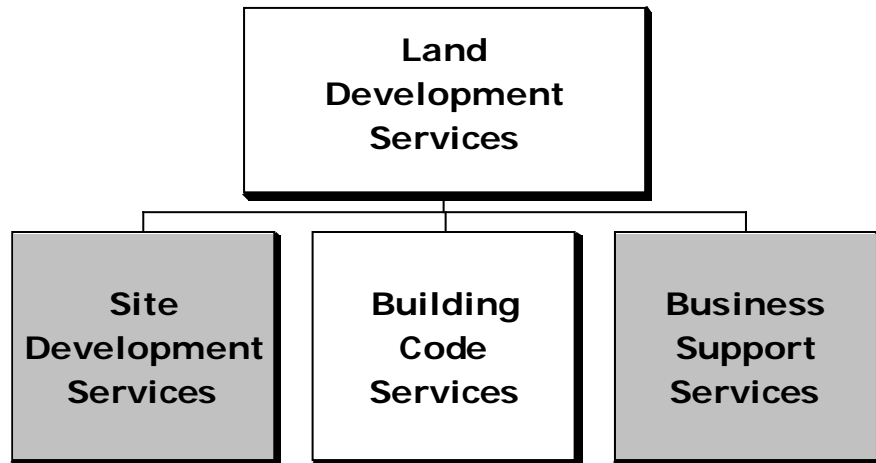 Land
Development
Services
Site
Development
Services
Building
Code
Services
Business
Support
Services